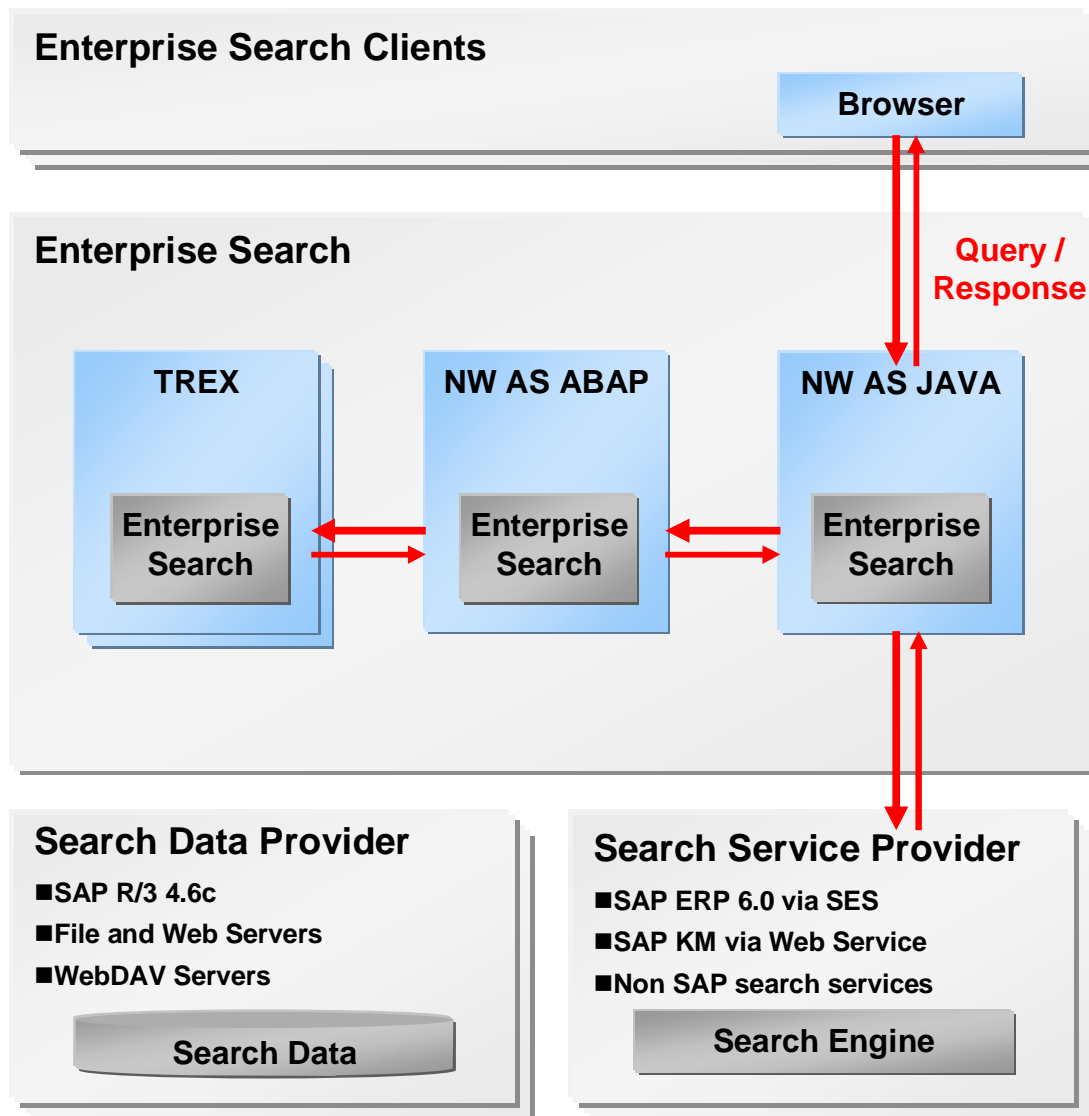 Enterprise Search Clients
Browser
Enterprise Search
Query /
Response
TREX
NW AS ABAP
NW AS JAVA
Enterprise
Search
Enterprise
Search
Enterprise
Search
Search Data Provider
■SAP R/3 4.6c
■File and Web Servers
■WebDAV Servers
Search Data
Search Service Provider
■SAP ERP 6.0 via SES
■SAP KM via Web Service
■Non SAP search services
Search Engine